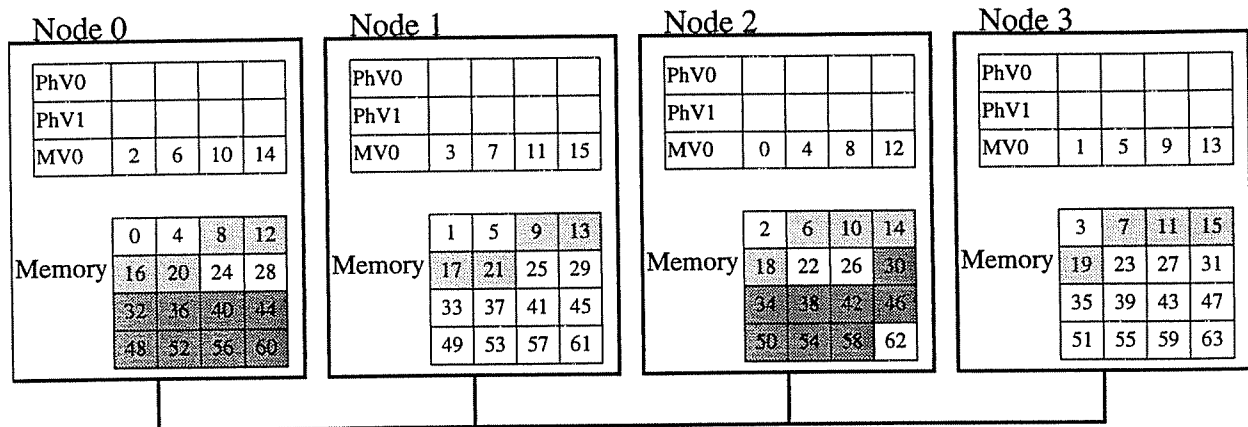 Node 0 Node 1 Node 2 Node 3
PhV0 PhV0 PhV0 PhV0
PhV1 PhV1 PhV1 PhV1
MV0 2 6 10 14 MV0 3 7 11 15 MV0 0 4 8 12 MV0 1 5 9 13
0 4 8 12 1 5 9 13 2 6 10 14 3 7 11 15
Memory 16 20 24 28 Memory 17 21 25 29 Memory 18 22 26 30 Memory 19 23 27 31
32 36 40 44 33 37 41 45 34 38 42 46 35 39 43 47
48 52 56 60 49 53 57 61 50 54 58 62 51 55 59 63